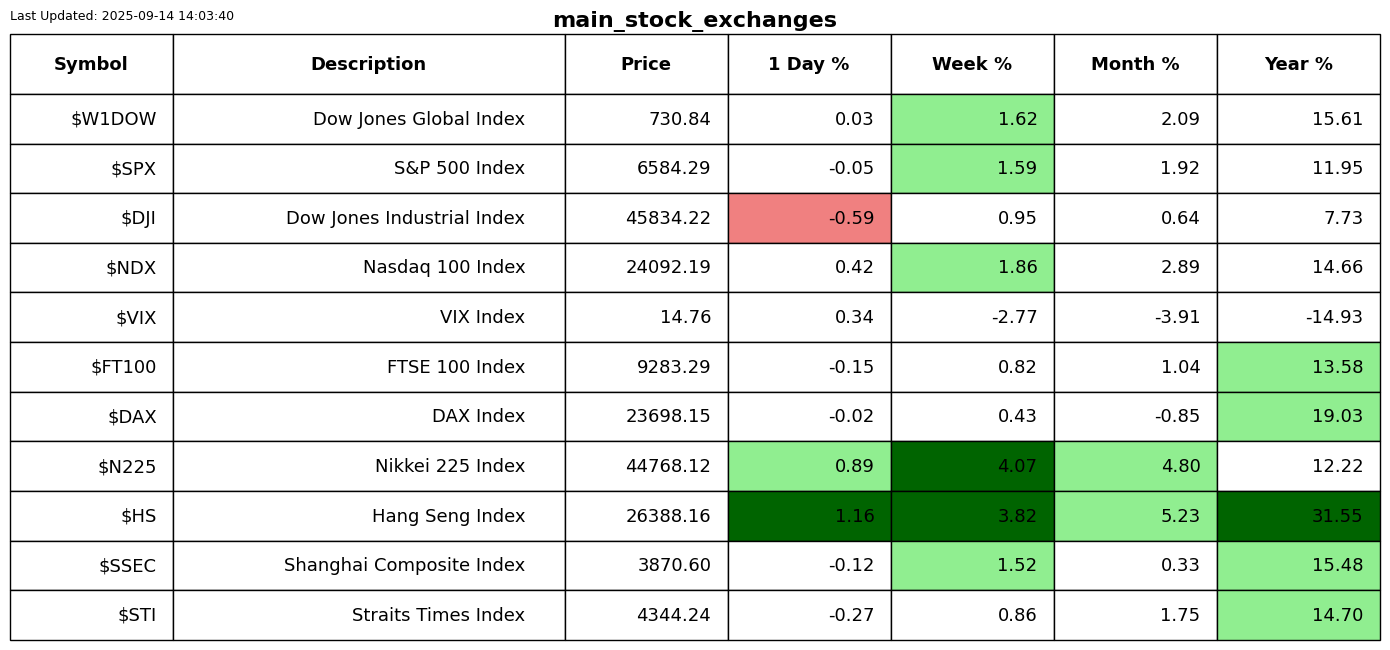 Last Updated: 2025-09-14 14:03:40
main_stock_exchanges
Symbol Description Price 1 Day % Week % Month % Year %
$W1DOW Dow Jones Global Index 730.84 0.03 1.62 2.09 15.61
$SPX S&P 500 Index 6584.29 -0.05 1.59 1.92 11.95
$DJI Dow Jones Industrial Index 45834.22 -0.59 0.95 0.64 7.73
$NDX Nasdaq 100 Index 24092.19 0.42 1.86 2.89 14.66
$VIX VIX Index 14.76 0.34 -2.77 -3.91 -14.93
$FT100 FTSE 100 Index 9283.29 -0.15 0.82 1.04 13.58
$DAX DAX Index 23698.15 -0.02 0.43 -0.85 19.03
$N225 Nikkei 225 Index 44768.12 0.89 4.07 4.80 12.22
$HS Hang Seng Index 26388.16 1.16 3.82 5.23 31.55
$SSEC Shanghai Composite Index 3870.60 -0.12 1.52 0.33 15.48
$STI Straits Times Index 4344.24 -0.27 0.86 1.75 14.70